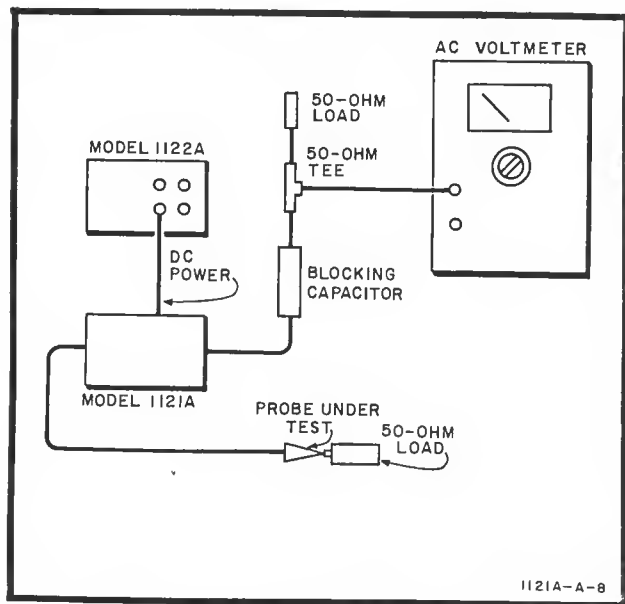 AC VOLTMETER
50-OHM
LOAD
MODEL 1122A
50-OHM
TEE
DC
POWER
BLOCKING
CAPACITOR
MODEL 1121A
PROBE UNDER
TEST
50-OHM
LOAD
1121A-A-8